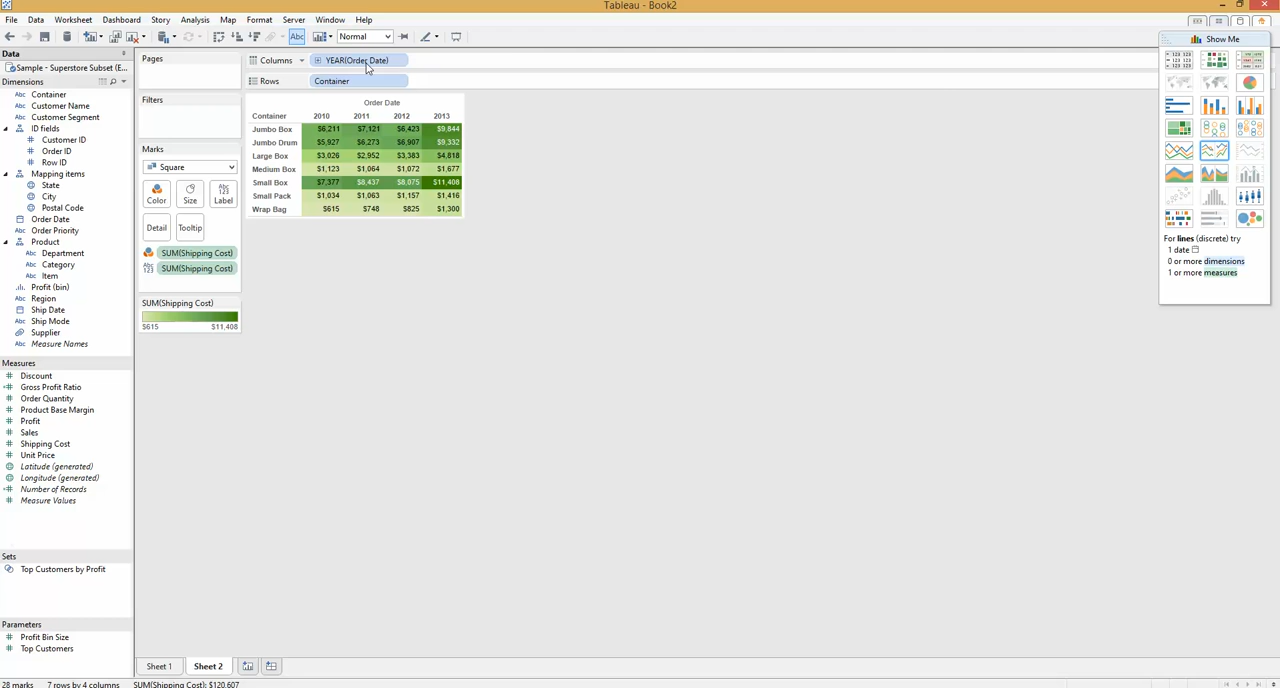 Tableau - Book2
File Data Worksheet Dashboard Story Analysis Map Format Server Window Help
Abc Normal
Data
Sample - Superstore Subset (E...
Dimensions
Abc Container
Abc Customer Name
Abc Customer Segment
ID fields
Customer ID
Order ID
Row ID
Mapping items
State
City
Postal Code
Order Date
Abc Order Priority
Product
Abc Department
Abc Category
Abc Item
Profit (bin)
Abc Region
Ship Date
Abc Ship Mode
Supplier
Abc Measure Names
Measures
Discount
Gross Profit Ratio
Order Quantity
Product Base Margin
Profit
Sales
Shipping Cost
Unit Price
Latitude (generated)
Longitude (generated)
Number of Records
Measure Values
Sets
Top Customers by Profit
Parameters
Profit Bin Size
Top Customers
Pages
Filters
Marks
Square
Color Size Label
Detail Tooltip
SUM(Shipping Cost)
SUM(Shipping Cost)
SUM(Shipping Cost)
$615 $11,408
Columns YEAR(Order Date)
Rows Container
Order Date
Container 2010 2011 2012 2013
Jumbo Box $6,211 $7,121 $6,423 $9,844
Jumbo Drum $5,927 $6,273 $6,907 $9,332
Large Box $3,026 $2,952 $3,383 $4,818
Medium Box $1,123 $1,064 $1,072 $1,677
Small Box $7,377 $8,437 $8,075 $11,408
Small Pack $1,034 $1,063 $1,157 $1,416
Wrap Bag $615 $748 $825 $1,300
Show Me
For lines (discrete) try
1 date
0 or more dimensions
1 or more measures
Sheet 1 Sheet 2
28 marks 7 rows by 4 columns SUM(Shipping Cost): $120,607